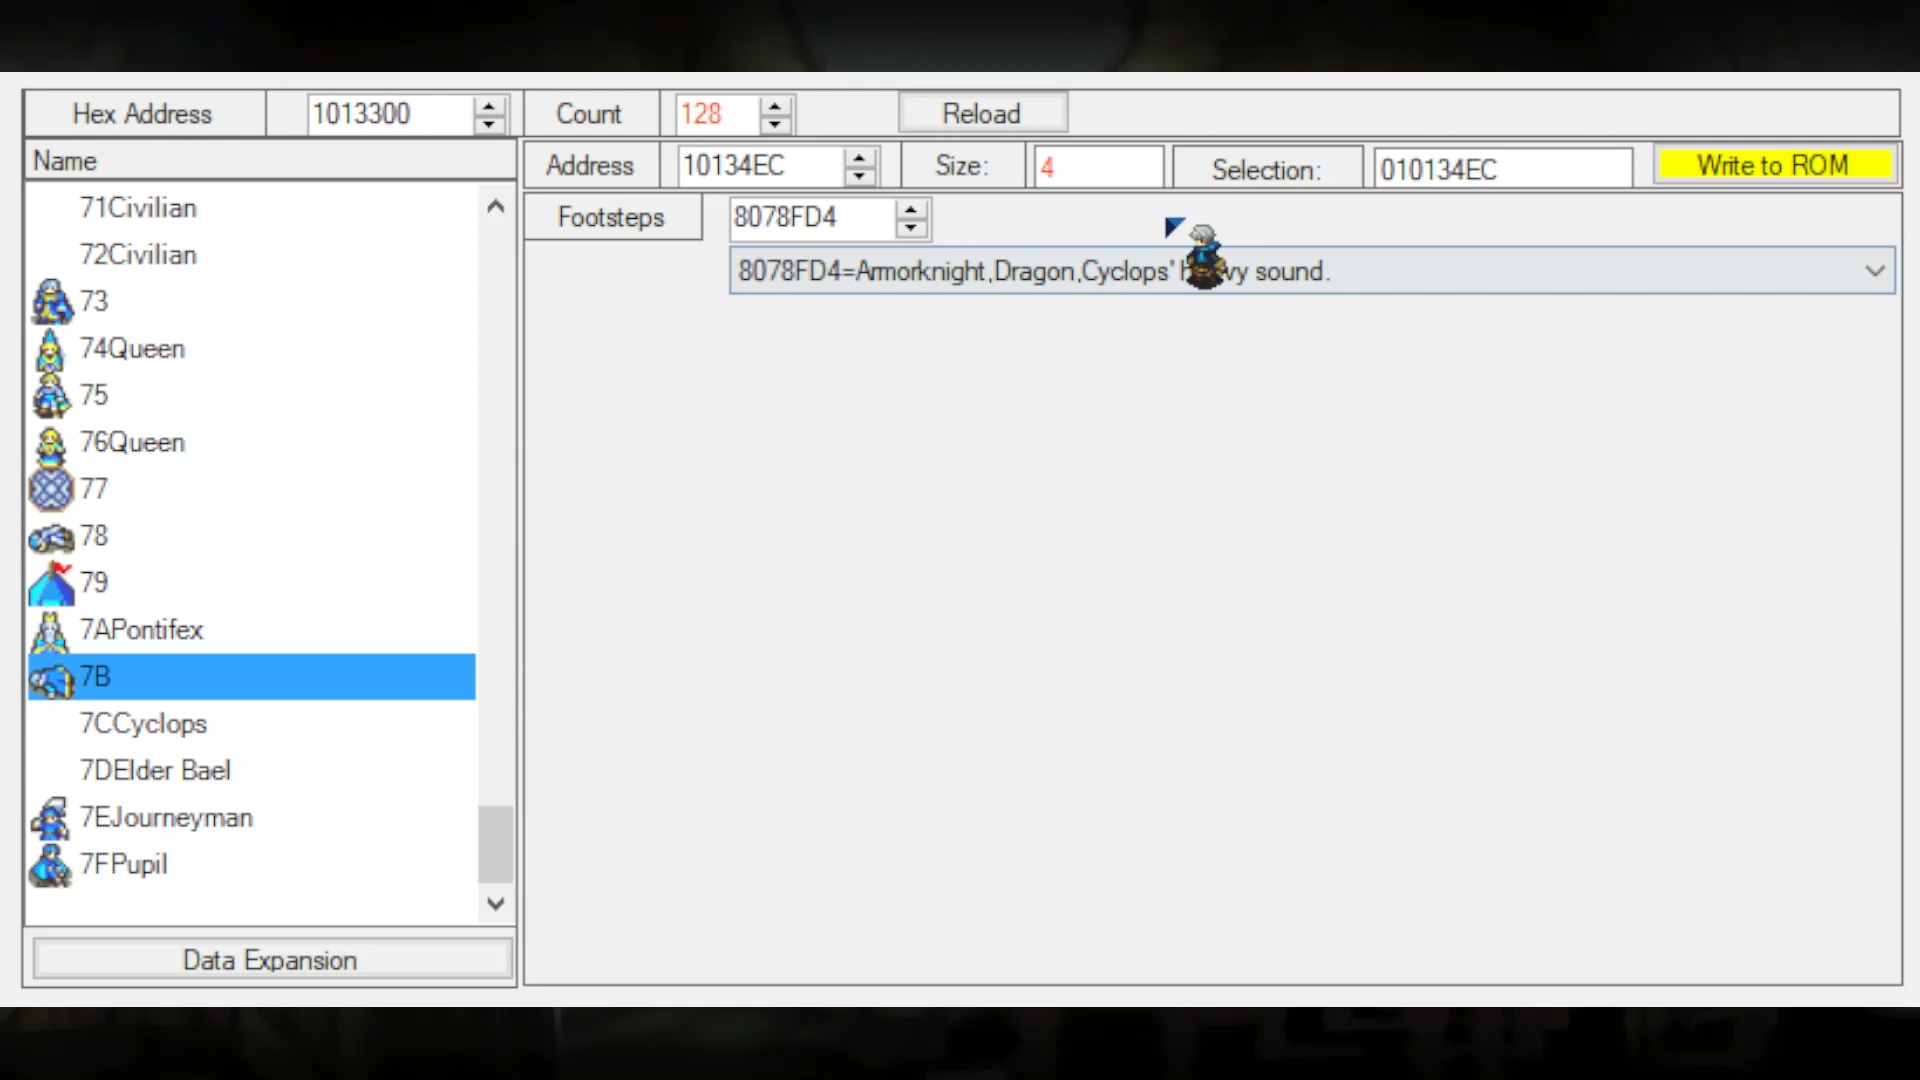 Hex Address 1013300 Count 128 Reload
Name
Address 10134EC Size: 4 Selection: 010134EC Write to ROM
Footsteps 8078FD4
8078FD4=Armorknight,Dragon,Cyclops' sound.
71Civilian
72Civilian
73
74Queen
75
76Queen
77
78
79
7APontifex
7B
7CCyclops
7DElder Bael
7EJourneyman
7FPupil
Data Expansion